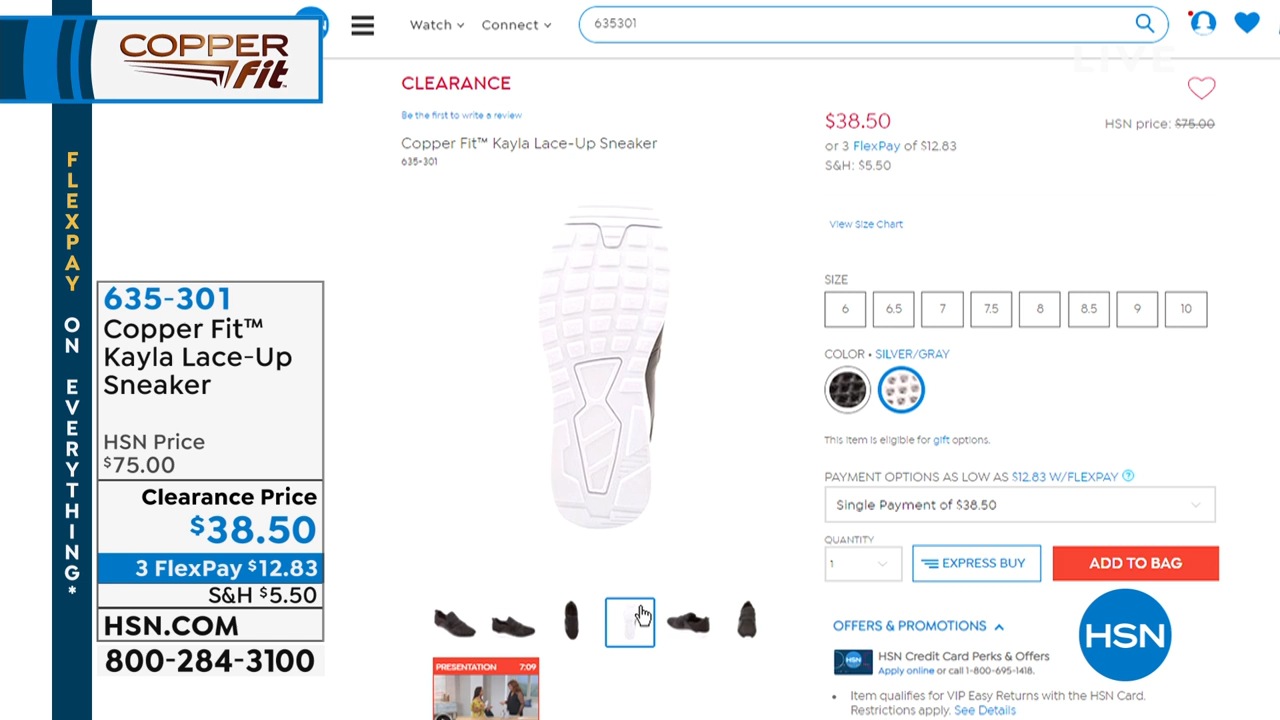 COPPER
Fit™
FLEXPAY ON EVERYTHING*
635-301
Copper Fit™
Kayla Lace-Up
Sneaker
HSN Price
$75.00
Clearance Price
$38.50
3 FlexPay $12.83
S&H $5.50
HSN.COM
800-284-3100
Watch
Connect
635301
LIVE
CLEARANCE
Be the first to write a review
Copper Fit™ Kayla Lace-Up Sneaker
635-301
$38.50
HSN price: $75.00
or 3 FlexPay of $12.83
S&H: $5.50
View Size Chart
SIZE
6 6.5 7 7.5 8 8.5 9 10
COLOR • SILVER/GRAY
This item is eligible for gift options.
PAYMENT OPTIONS AS LOW AS $12.83 W/FLEXPAY ?
Single Payment of $38.50
QUANTITY
1
EXPRESS BUY
ADD TO BAG
PRESENTATION 7:09
OFFERS & PROMOTIONS
HSN
HSN
HSN Credit Card Perks & Offers
Apply online or call 1-800-695-1418.
• Item qualifies for VIP Easy Returns with the HSN Card.
Restrictions apply. See Details